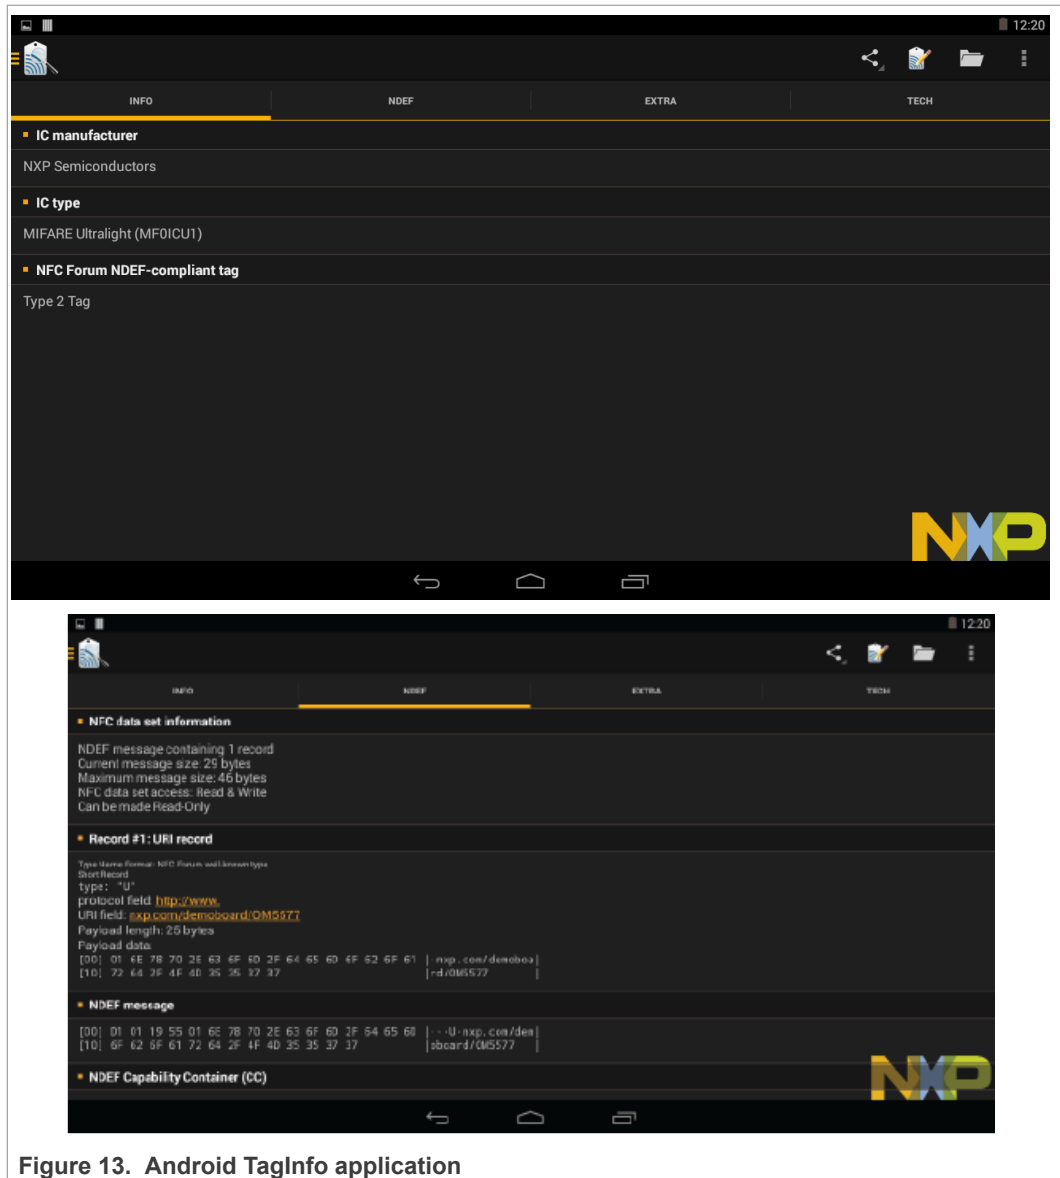 12:20
INFO NDEF EXTRA TECH
IC manufacturer
NXP Semiconductors
IC type
MIFARE Ultralight (MF0ICU1)
NFC Forum NDEF-compliant tag
Type 2 Tag
NXP
12:20
INFO NDEF EXTRA TECH
NFC data set information
NDEF message containing 1 record
Current message size: 29 bytes
Maximum message size: 46 bytes
NFC data set access: Read & Write
Can be made Read-Only
Record #1: URI record
Type Name Format: NFC Forum well-known type
Short Record
type: "U"
protocol field: http://www.
URI field: nxp.com/demoboard/OM5577
Payload length: 25 bytes
Payload data:
[00] 01 6E 78 70 2E 63 6F 6D 2F 64 65 6D 6F 62 6F 61 |·nxp.com/demoboa|
[10] 72 64 2F 4F 4D 35 35 37 37 |rd/OM5577 |
NDEF message
[00] D1 01 19 55 01 6E 78 70 2E 63 6F 6D 2F 64 65 6D |···U·nxp.com/dem|
[10] 6F 62 6F 61 72 64 2F 4F 4D 35 35 37 37 |oboard/OM5577 |
NDEF Capability Container (CC)
NXP
Figure 13. Android TagInfo application